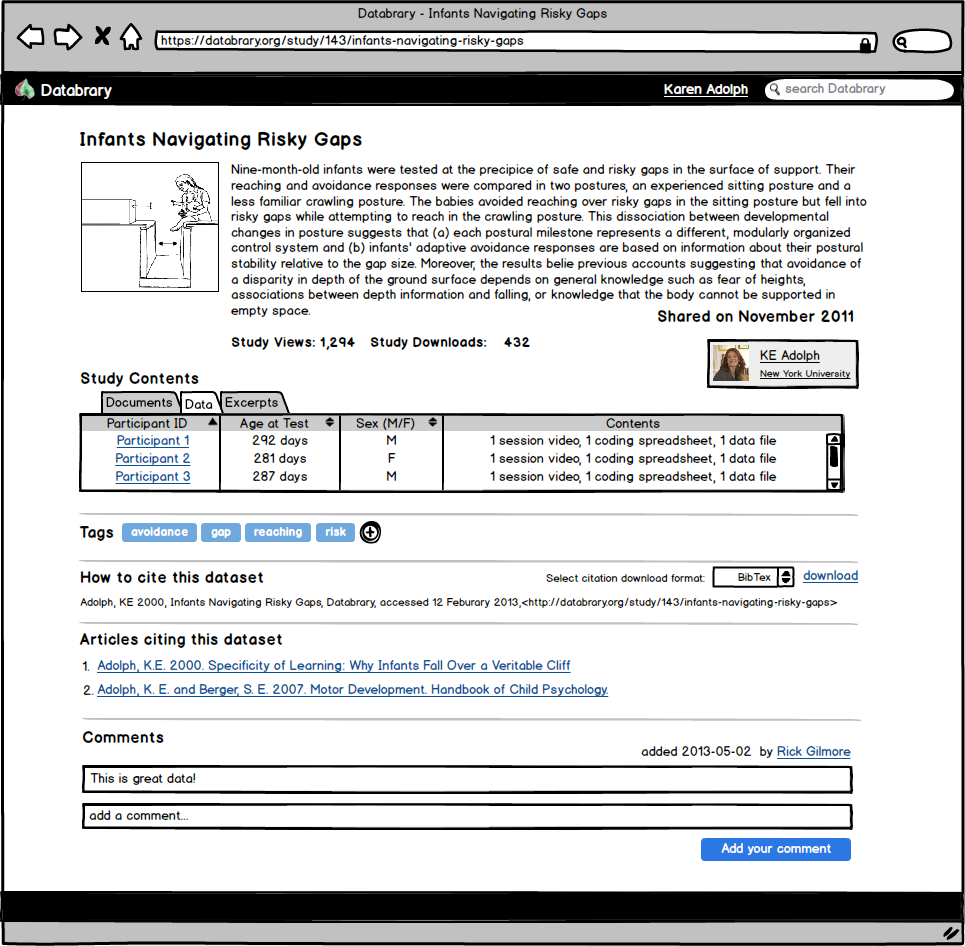 Databrary - Infants Navigating Risky Gaps
https://databrary.org/study/143/infants-navigating-risky-gaps
Databrary
Karen Adolph
search Databrary
Infants Navigating Risky Gaps
Nine-month-old infants were tested at the precipice of safe and risky gaps in the surface of support. Their
reaching and avoidance responses were compared in two postures, an experienced sitting posture and a
less familiar crawling posture. The babies avoided reaching over risky gaps in the sitting posture but fell into
risky gaps while attempting to reach in the crawling posture. This dissociation between developmental
changes in posture suggests that (a) each postural milestone represents a different, modularly organized
control system and (b) infants' adaptive avoidance responses are based on information about their postural
stability relative to the gap size. Moreover, the results belie previous accounts suggesting that avoidance of
a disparity in depth of the ground surface depends on general knowledge such as fear of heights,
associations between depth information and falling, or knowledge that the body cannot be supported in
empty space.
Shared on November 2011
Study Views: 1,294 Study Downloads: 432
KE Adolph
New York University
Study Contents
Documents Data Excerpts
Participant ID Age at Test Sex (M/F) Contents
Participant 1 292 days M 1 session video, 1 coding spreadsheet, 1 data file
Participant 2 281 days F 1 session video, 1 coding spreadsheet, 1 data file
Participant 3 287 days M 1 session video, 1 coding spreadsheet, 1 data file
Tags avoidance gap reaching risk
How to cite this dataset
Select citation download format: BibTex download
Adolph, KE 2000, Infants Navigating Risky Gaps, Databrary, accessed 12 Feburary 2013,<http://databrary.org/study/143/infants-navigating-risky-gaps>
Articles citing this dataset
1. Adolph, K.E. 2000. Specificity of Learning: Why Infants Fall Over a Veritable Cliff
2. Adolph, K. E. and Berger, S. E. 2007. Motor Development. Handbook of Child Psychology.
Comments
added 2013-05-02 by Rick Gilmore
This is great data!
add a comment...
Add your comment